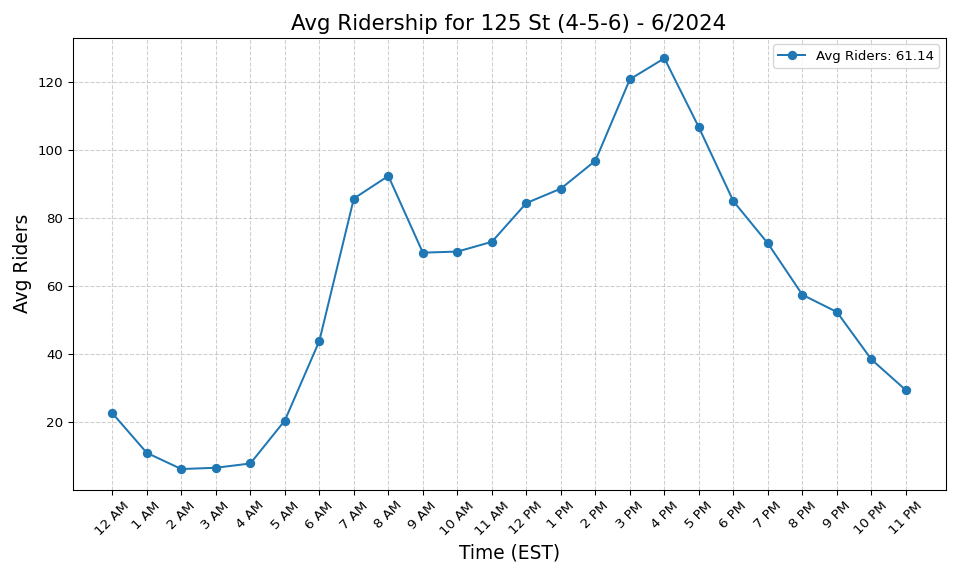 Avg Ridership for 125 St (4-5-6) - 6/2024
Avg Riders: 61.14
Avg Riders
120
100
80
60
40
20
12 AM
1 AM
2 AM
3 AM
4 AM
5 AM
6 AM
7 AM
8 AM
9 AM
10 AM
11 AM
12 PM
1 PM
2 PM
3 PM
4 PM
5 PM
6 PM
7 PM
8 PM
9 PM
10 PM
11 PM
Time (EST)